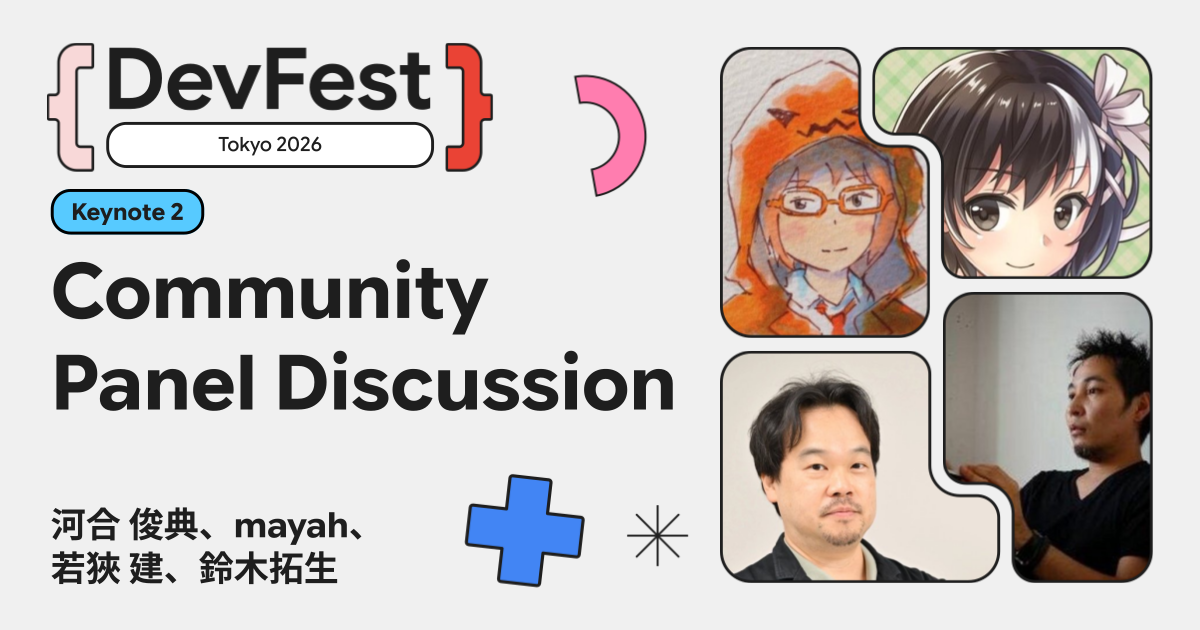 DevFest
Tokyo 2026
Keynote 2
Community
Panel Discussion
河合 俊典、mayah、
若狹 建、鈴木拓生